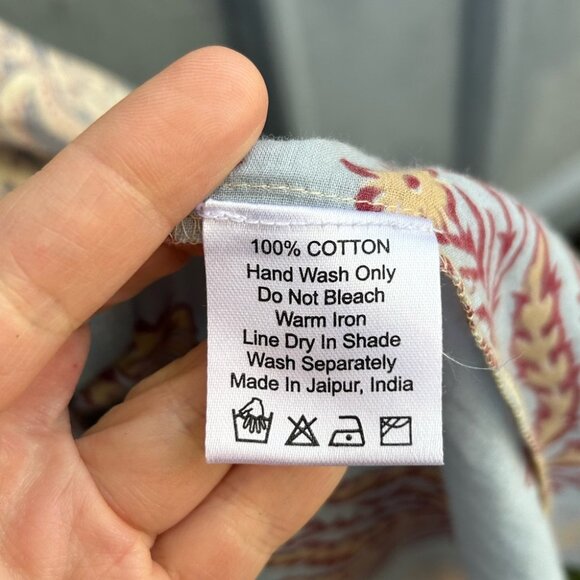 100% COTTON
Hand Wash Only
Do Not Bleach
Warm Iron
Line Dry In Shade
Wash Separately
Made In Jaipur, India